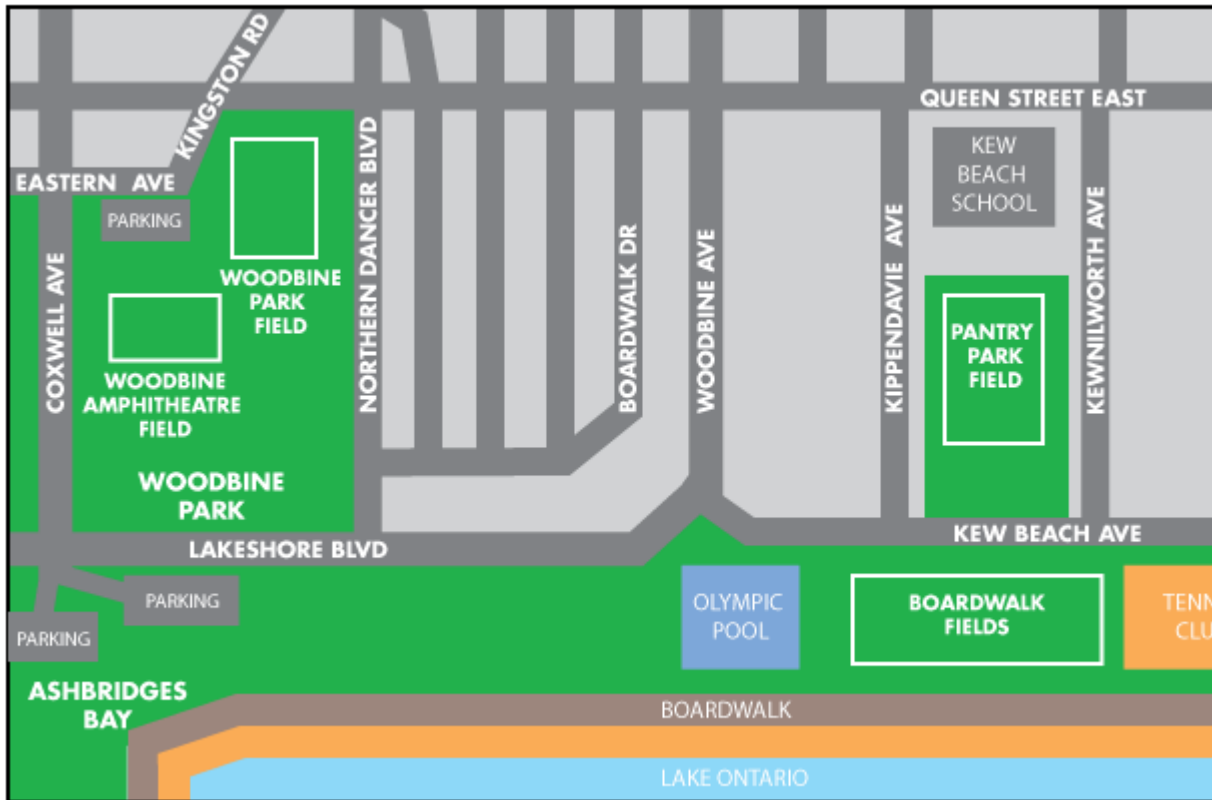 KINGSTON RD
QUEEN STREET EAST
EASTERN AVE
PARKING
KEW
BEACH
SCHOOL
COXWELL AVE
NORTHERN DANCER BLVD
BOARDWALK DR
WOODBINE AVE
KIPPENDAVIE AVE
KEWNILWORTH AVE
WOODBINE
PARK
FIELD
PANTRY
PARK
FIELD
WOODBINE
AMPHITHEATRE
FIELD
WOODBINE
PARK
LAKESHORE BLVD
KEW BEACH AVE
PARKING
PARKING
OLYMPIC
POOL
BOARDWALK
FIELDS
TENN
CLU
ASHBRIDGES
BAY
BOARDWALK
LAKE ONTARIO